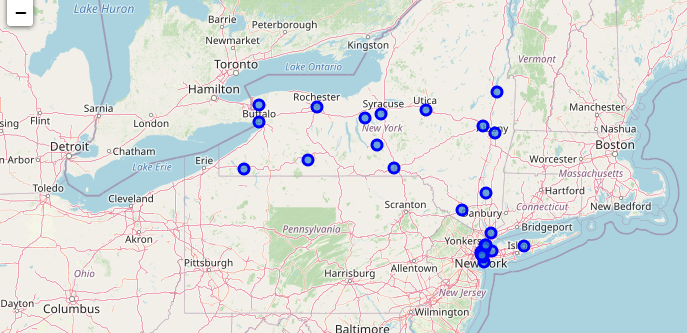 −
Lake Huron
Barrie
Peterborough
Newmarket
Kingston
Vermont
Toronto
Lake Ontario
Hamilton
Rochester
Syracuse
Utica
Sarnia
Buffalo
Manchester
Flint
London
New York
Nashua
Detroit
Chatham
Boston
n Arbor
Lake Erie
Erie
Worcester
Massachusetts
Toledo
Hartford
Cleveland
Scranton
Danbury
Connecticut
New Bedford
Akron
Pennsylvania
Bridgeport
Yonkers
Ohio
Pittsburgh
Allentown
New York
Harrisburg
New Jersey
Dayton
Columbus
Wilmington
Baltimore